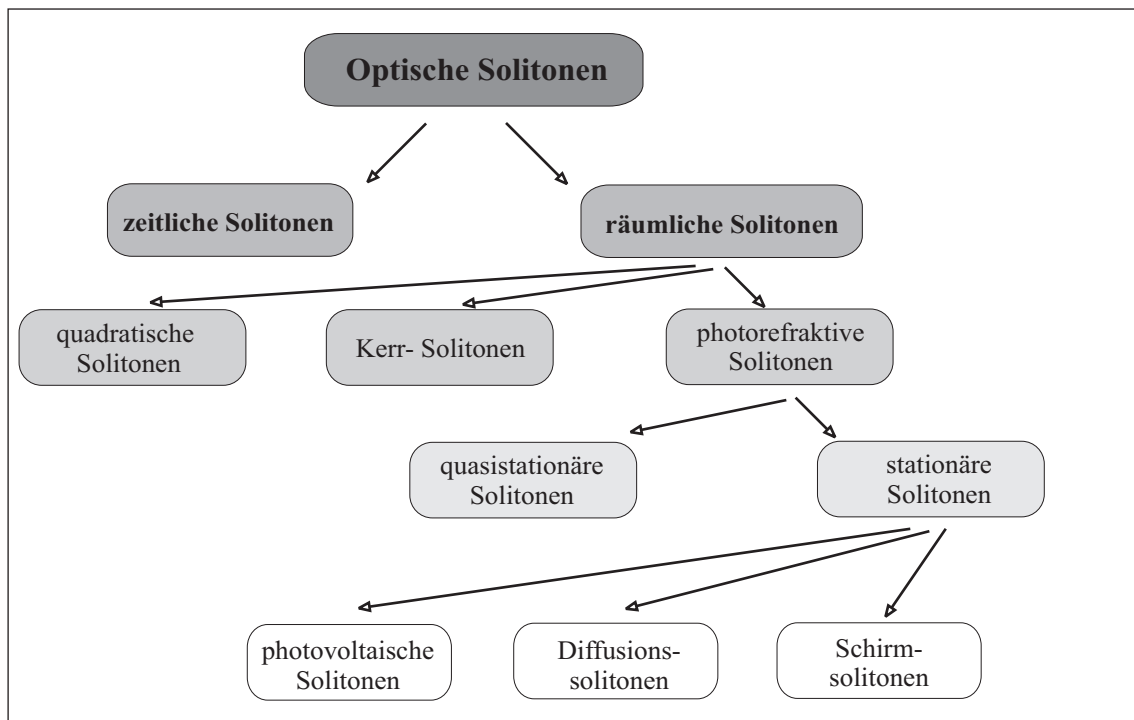 Optische Solitonen
zeitliche Solitonen
räumliche Solitonen
quadratische
Solitonen
Kerr- Solitonen
photorefraktive
Solitonen
quasistationäre
Solitonen
stationäre
Solitonen
photovoltaische
Solitonen
Diffusions-
solitonen
Schirm-
solitonen